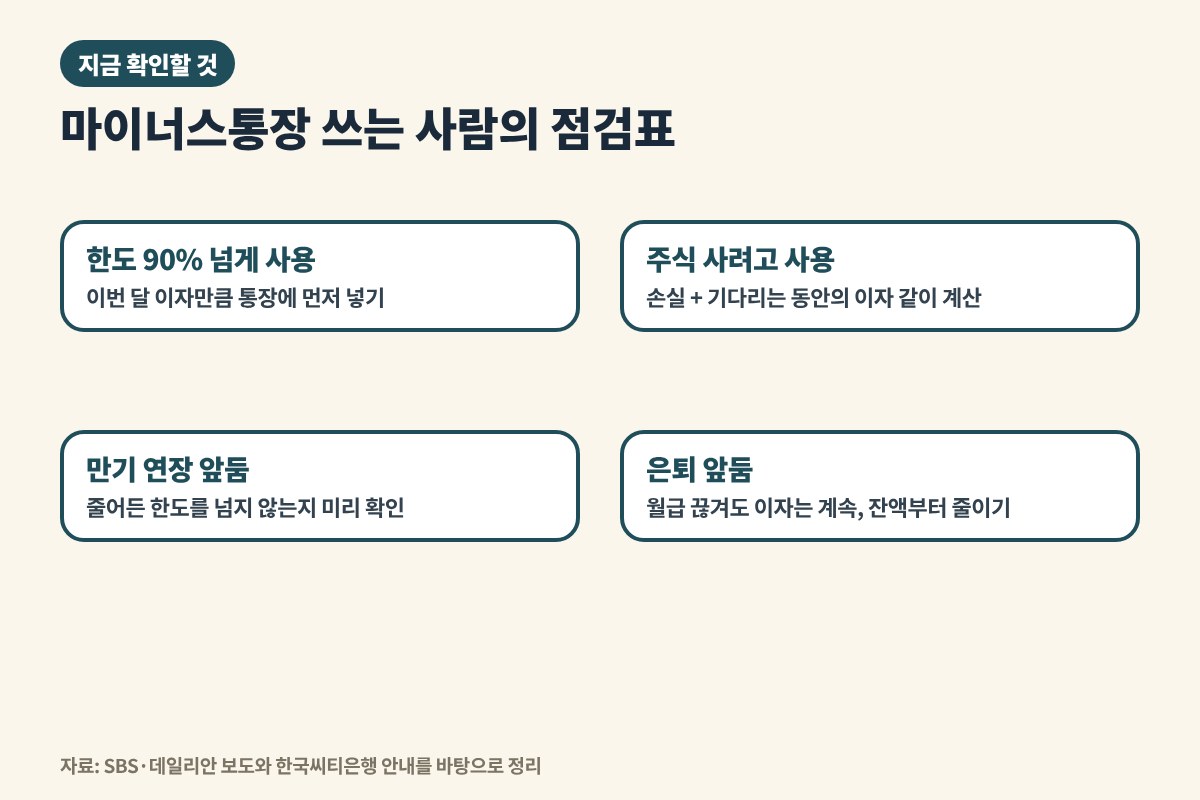 지금 확인할 것
마이너스통장 쓰는 사람의 점검표
한도 90% 넘게 사용
이번 달 이자만큼 통장에 먼저 넣기
주식 사려고 사용
손실 + 기다리는 동안의 이자 같이 계산
만기 연장 앞둠
줄어든 한도를 넘지 않는지 미리 확인
은퇴 앞둠
월급 끊겨도 이자는 계속, 잔액부터 줄이기
자료: SBS·데일리안 보도와 한국씨티은행 안내를 바탕으로 정리